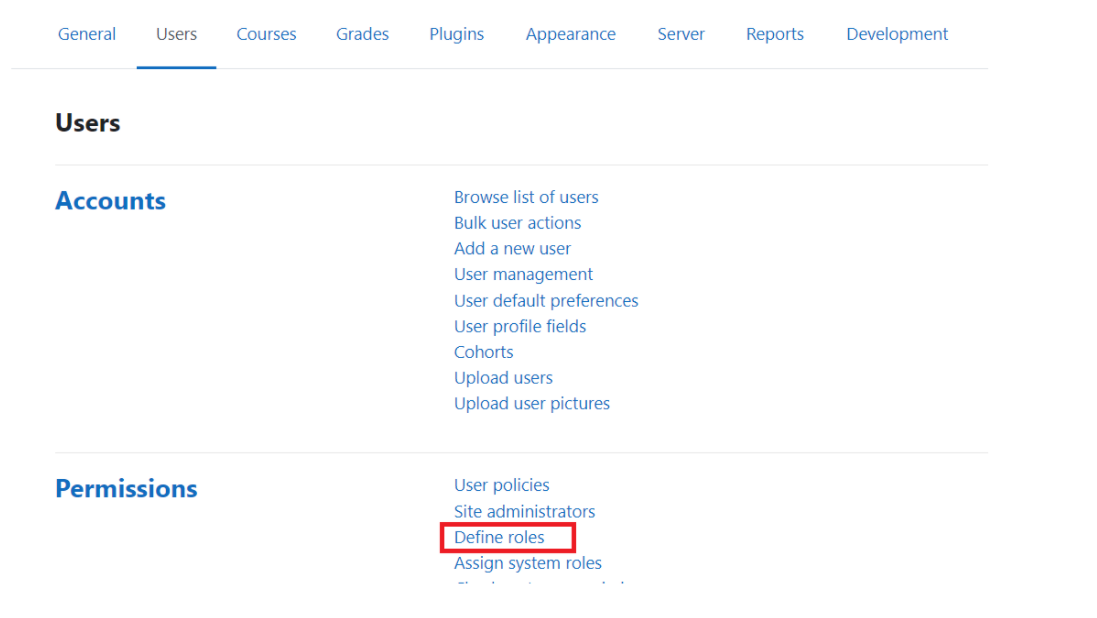 General Users Courses Grades Plugins Appearance Server Reports Development
Users
Accounts
Browse list of users
Bulk user actions
Add a new user
User management
User default preferences
User profile fields
Cohorts
Upload users
Upload user pictures
Permissions
User policies
Site administrators
Define roles
Assign system roles